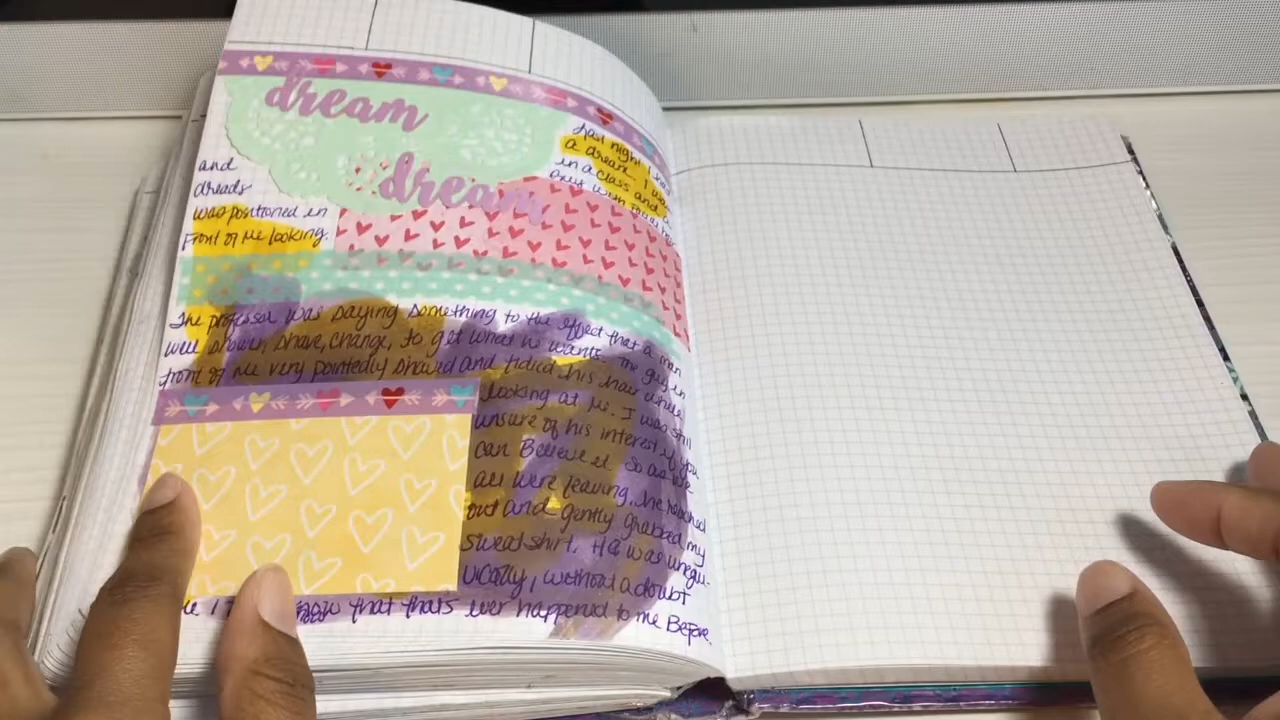 dream
dream
Last night I had
a dream. I was
in a class and a
and
dreads
was positioned in
Front of Me looking.
The professor was saying something to the effect that a man
will shower, shave, change, to get what he wants. The guy in
front of Me very pointedly shaved and fidied his hair while
looking at Me. I was still
unsure of his interest if you
can Believe it. So as we
all were leaving, he reached
out and gently grabbed my
sweatshirt. He was unequi-
vically, without a doubt
that thats ever happened to me Before.